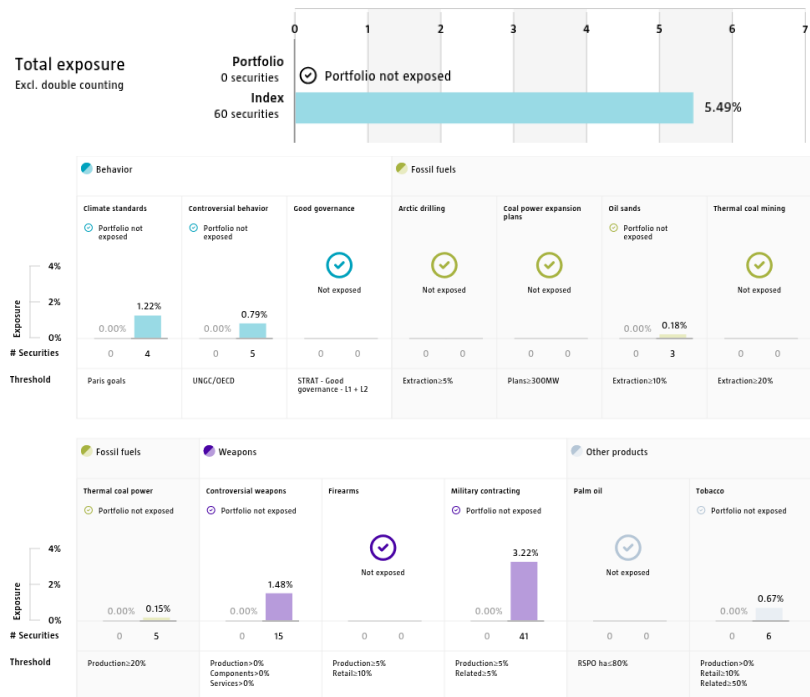 0 1 2 3 4 5 6 7
Total exposure
Excl. double counting
Portfolio
0 securities
Portfolio not exposed
Index
60 securities
5.49%
Behavior
Fossil fuels
Climate standards
Controversial behavior
Good governance
Arctic drilling
Coal power expansion
plans
Oil sands
Thermal coal mining
Portfolio not
exposed
Portfolio not
exposed
Not exposed
Not exposed
Not exposed
Portfolio not
exposed
Not exposed
Exposure
4%
2%
0%
0.00% 1.22%
0.00% 0.79%
0.00% 0.18%
# Securities 0 4 0 5 0 0 0 0 0 0 0 3 0 0
Threshold
Paris goals
UNGC/OECD
STRAT - Good
governance - L1 + L2
Extraction≥5%
Plans≥300MW
Extraction≥10%
Extraction≥20%
Fossil fuels
Weapons
Other products
Thermal coal power
Controversial weapons
Firearms
Military contracting
Palm oil
Tobacco
Portfolio not exposed
Portfolio not exposed
Not exposed
Portfolio not exposed
Not exposed
Portfolio not exposed
Exposure
4%
2%
0%
0.00% 0.15%
0.00% 1.48%
0.00% 3.22%
0.00% 0.67%
# Securities 0 5 0 15 0 0 0 41 0 0 0 6
Threshold
Production≥20%
Production>0%
Components>0%
Services>0%
Production≥5%
Retail≥10%
Production≥5%
Related≥5%
RSPO ha≤80%
Production>0%
Retail≥10%
Related≥50%